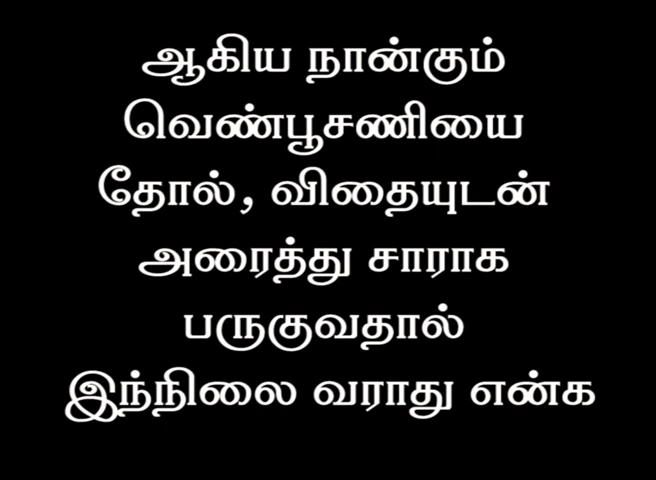 ஆகிய நான்கும்
வெண்பூசணியை
தோல், விதையுடன்
அரைத்து சாராக
பருகுவதால்
இந்நிலை வராது என்க